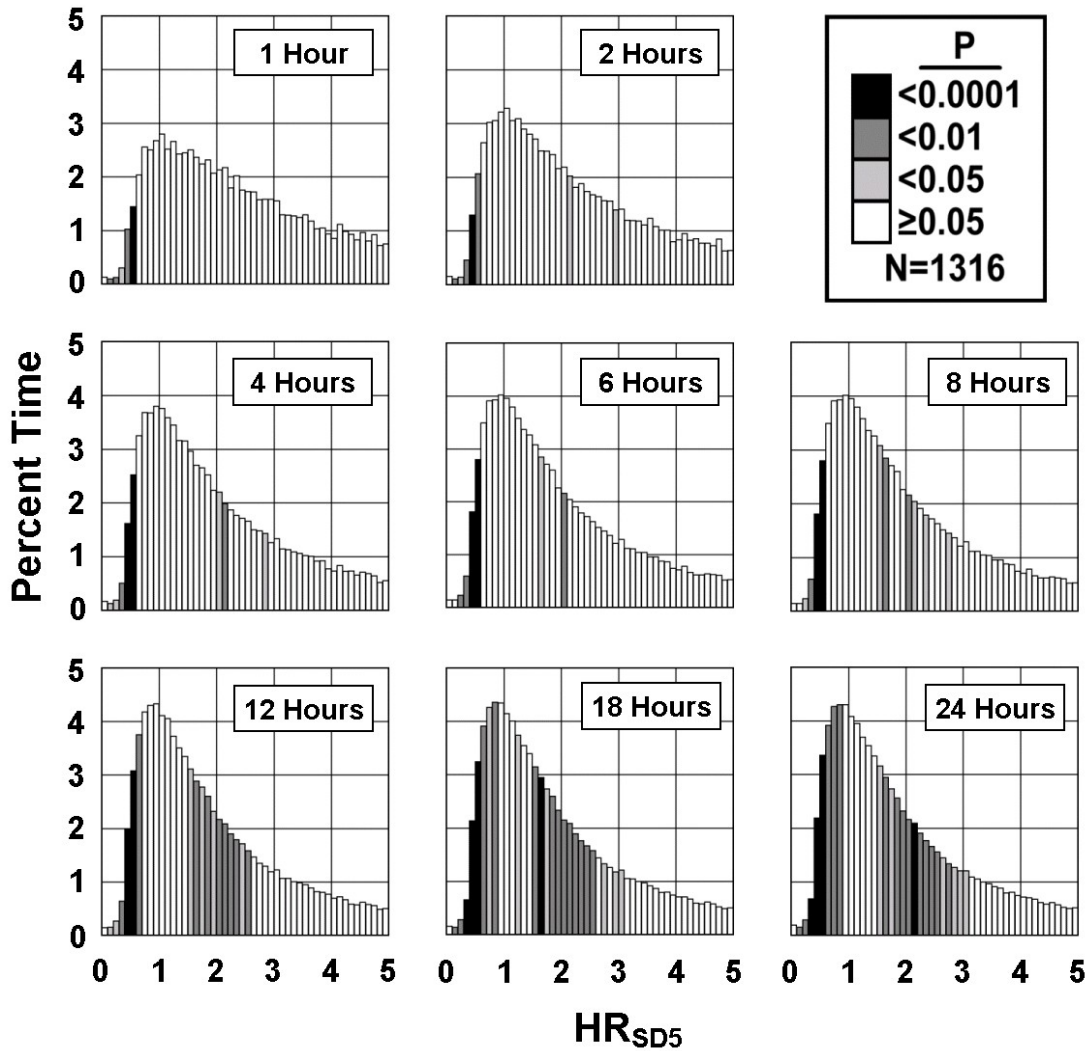 5
4
3
2
1
0
1 Hour
2 Hours
P
<0.0001
<0.01
<0.05
≥0.05
N=1316
Percent Time
5
4
3
2
1
0
4 Hours
6 Hours
8 Hours
5
4
3
2
1
0
12 Hours
18 Hours
24 Hours
0 1 2 3 4 5
0 1 2 3 4 5
0 1 2 3 4 5
HRSD5